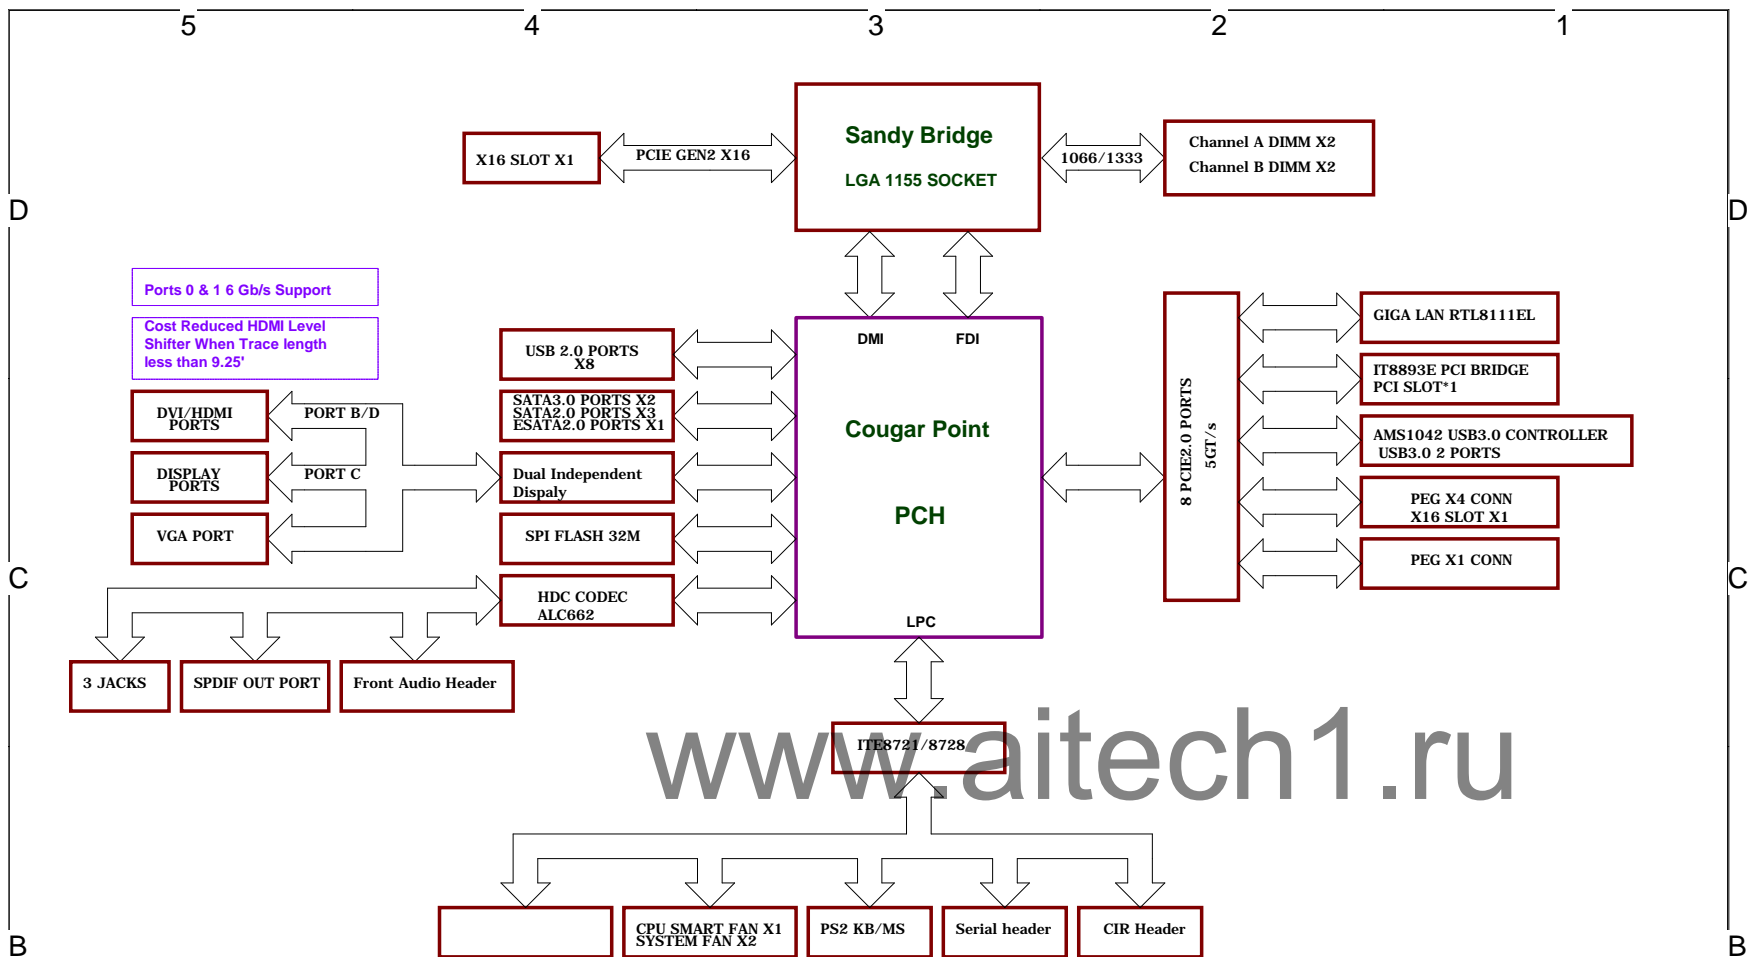 5 4 3 2 1
Sandy Bridge
LGA 1155 SOCKET
X16 SLOT X1
PCIE GEN2 X16
1066/1333
Channel A DIMM X2
Channel B DIMM X2
D
D
Ports 0 & 1 6 Gb/s Support
Cost Reduced HDMI Level
Shifter When Trace length
less than 9.25'
DMI
FDI
Cougar Point
PCH
LPC
USB 2.0 PORTS
X8
SATA3.0 PORTS X2
SATA2.0 PORTS X3
ESATA2.0 PORTS X1
Dual Independent
Dispaly
SPI FLASH 32M
HDC CODEC
ALC662
DVI/HDMI
PORTS
PORT B/D
DISPLAY
PORTS
PORT C
VGA PORT
8 PCIE2.0 PORTS
5GT/s
GIGA LAN RTL8111EL
IT8893E PCI BRIDGE
PCI SLOT*1
AMS1042 USB3.0 CONTROLLER
USB3.0 2 PORTS
PEG X4 CONN
X16 SLOT X1
PEG X1 CONN
C
C
3 JACKS
SPDIF OUT PORT
Front Audio Header
ITE8721/8728
www.aitech1.ru
CPU SMART FAN X1
SYSTEM FAN X2
PS2 KB/MS
Serial header
CIR Header
B
B